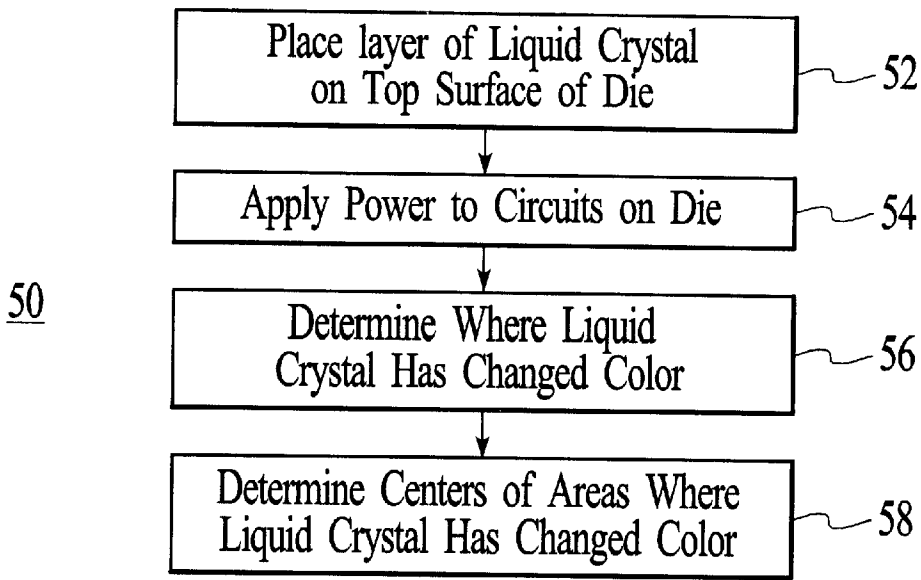 Place layer of Liquid Crystal
on Top Surface of Die
52
Apply Power to Circuits on Die
54
50
Determine Where Liquid
Crystal Has Changed Color
56
Determine Centers of Areas Where
Liquid Crystal Has Changed Color
58